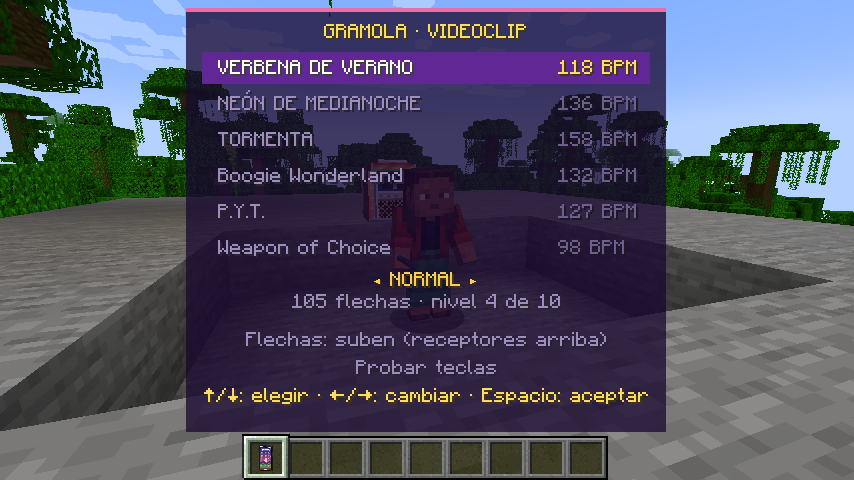 GRAMOLA · VIDEOCLIP
VERBENA DE VERANO 118 BPM
NEÓN DE MEDIANOCHE 136 BPM
TORMENTA 158 BPM
Boogie Wonderland 132 BPM
P.Y.T. 127 BPM
Weapon of Choice 98 BPM
◂ NORMAL ▸
105 flechas · nivel 4 de 10
Flechas: suben (receptores arriba)
Probar teclas
↑/↓: elegir · ←/→: cambiar · Espacio: aceptar